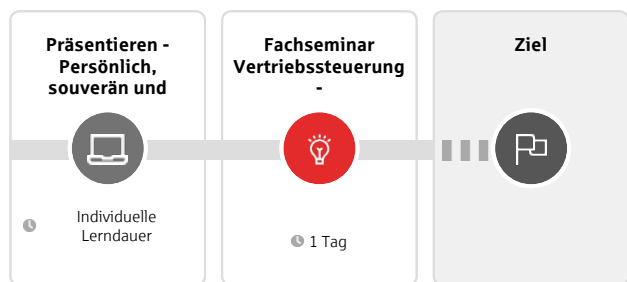 Präsentieren -
Persönlich,
souverän und
Individuelle
Lerndauer
Fachseminar
Vertriebssteuerung
-
1 Tag
Ziel